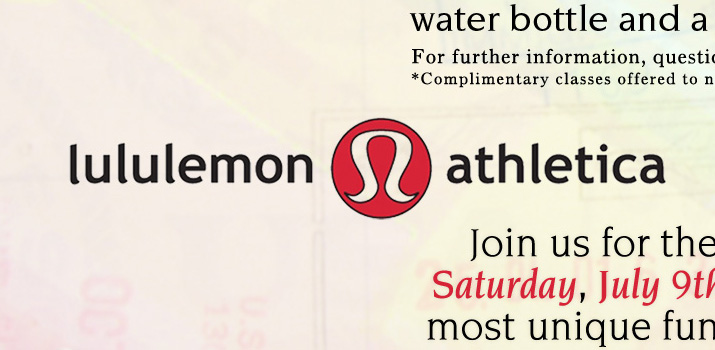 water bottle and a
For further information, questio
*Complimentary classes offered to n
lululemon athletica
Join us for the
Saturday, July 9th
most unique fun